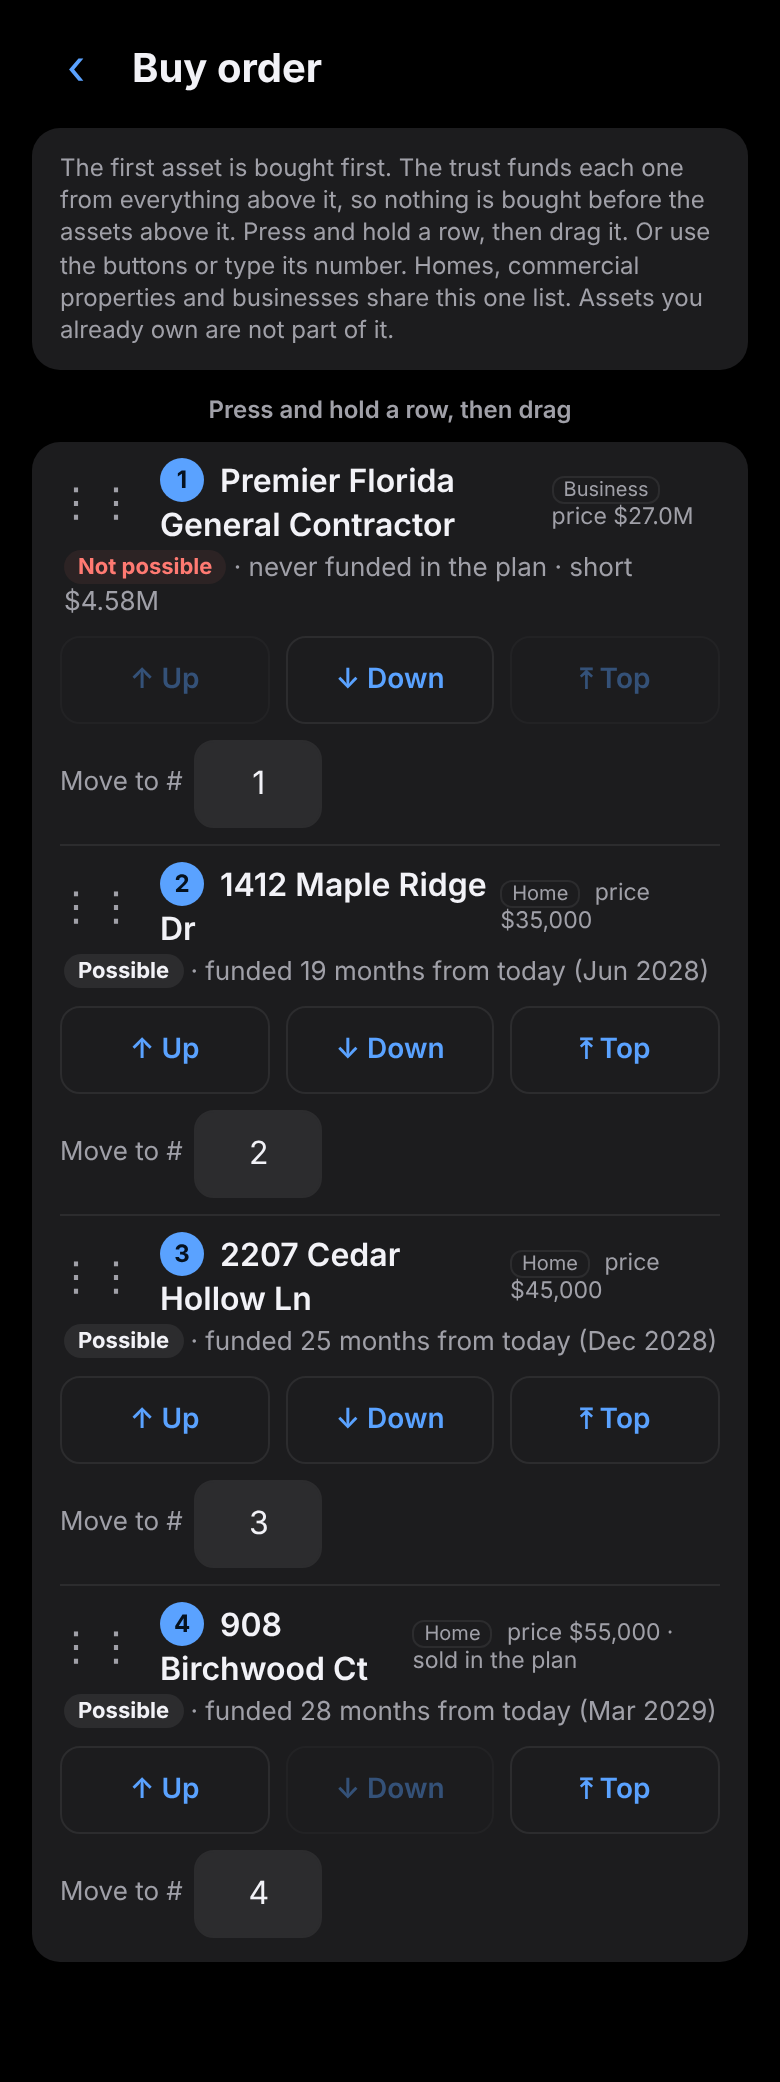 ‹ Buy order
The first asset is bought first. The trust funds each one
from everything above it, so nothing is bought before the
assets above it. Press and hold a row, then drag it. Or use
the buttons or type its number. Homes, commercial
properties and businesses share this one list. Assets you
already own are not part of it.
Press and hold a row, then drag
1 Premier Florida
General Contractor
Business
price $27.0M
Not possible · never funded in the plan · short
$4.58M
↑ Up ↓ Down ⤒ Top
Move to # 1
2 1412 Maple Ridge
Dr
Home price
$35,000
Possible · funded 19 months from today (Jun 2028)
↑ Up ↓ Down ⤒ Top
Move to # 2
3 2207 Cedar
Hollow Ln
Home price
$45,000
Possible · funded 25 months from today (Dec 2028)
↑ Up ↓ Down ⤒ Top
Move to # 3
4 908
Birchwood Ct
Home price $55,000 ·
sold in the plan
Possible · funded 28 months from today (Mar 2029)
↑ Up ↓ Down ⤒ Top
Move to # 4